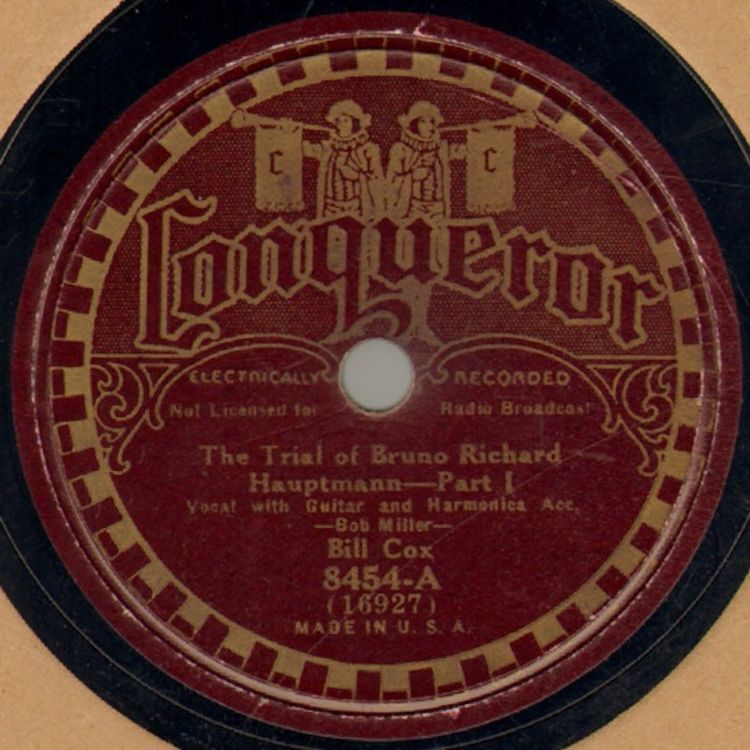 C C
Conqueror
ELECTRICALLY RECORDED
Not Licensed for Radio Broadcast
The Trial of Bruno Richard
Hauptmann—Part I
Vocal with Guitar and Harmonica Acc.
—Bob Miller—
Bill Cox
8454-A
(16927)
MADE IN U. S. A.